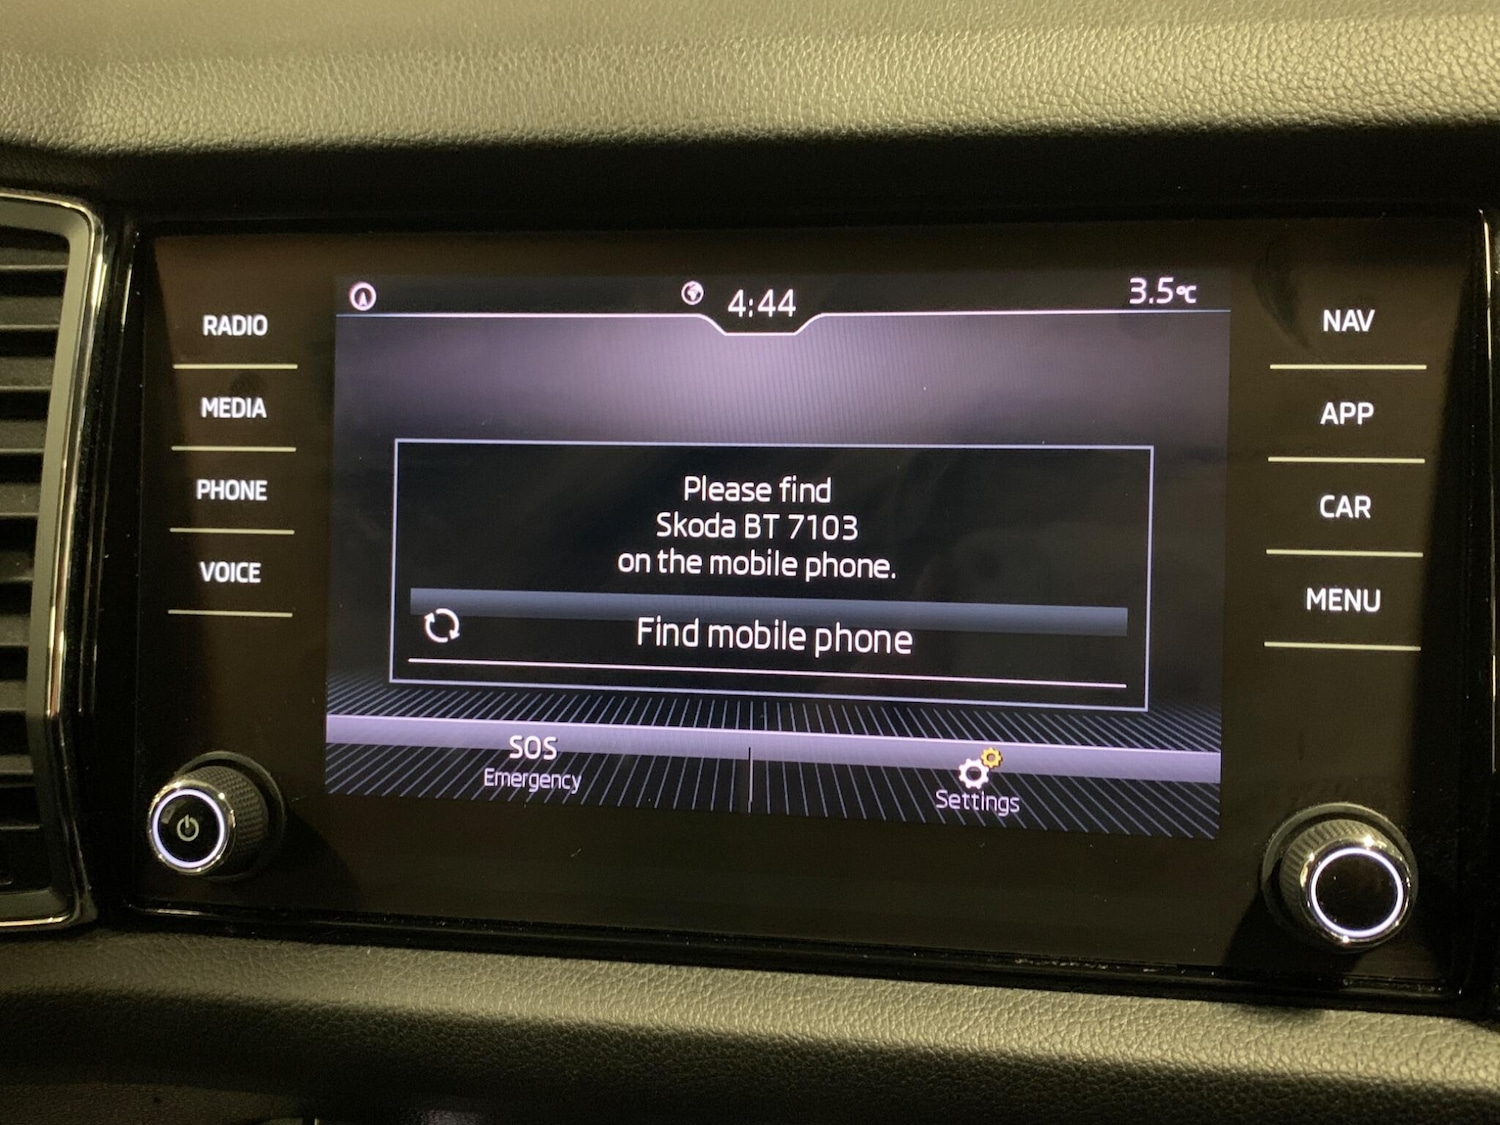 4:44
3.5°C
RADIO
MEDIA
PHONE
VOICE
Please find
Skoda BT 7103
on the mobile phone.
Find mobile phone
SOS
Emergency
Settings
NAV
APP
CAR
MENU